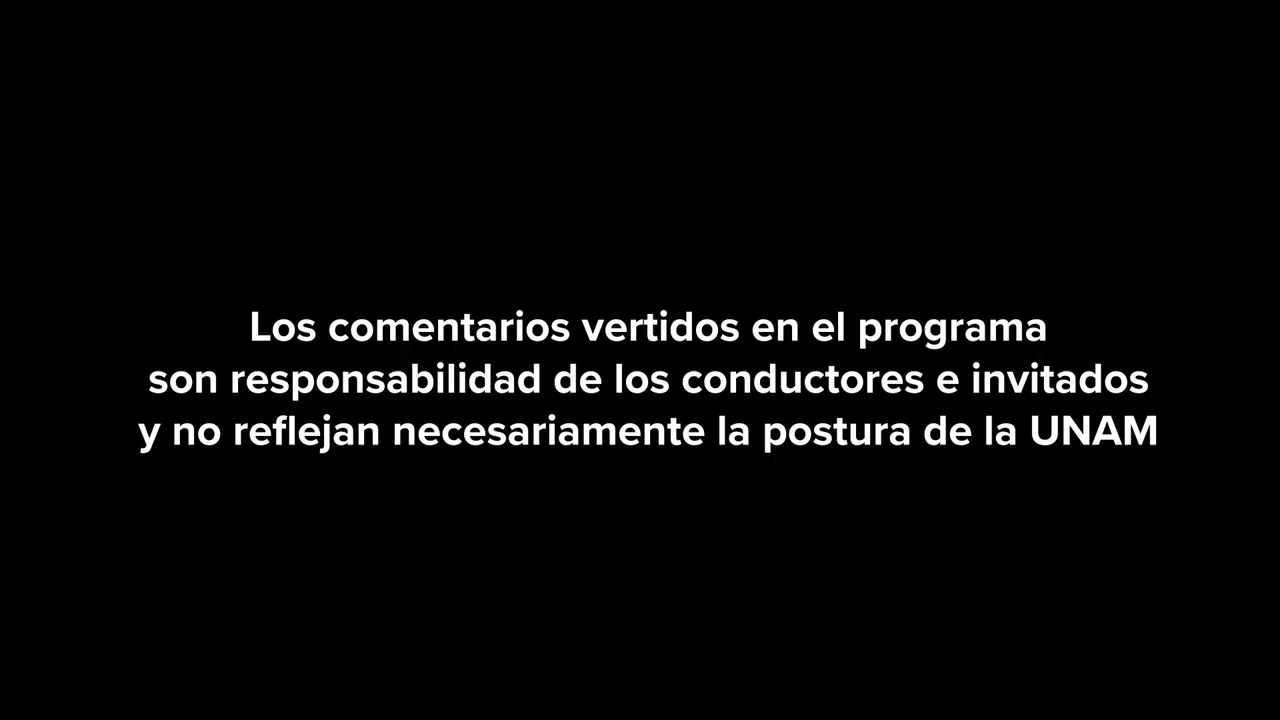 Los comentarios vertidos en el programa
son responsabilidad de los conductores e invitados
y no reflejan necesariamente la postura de la UNAM